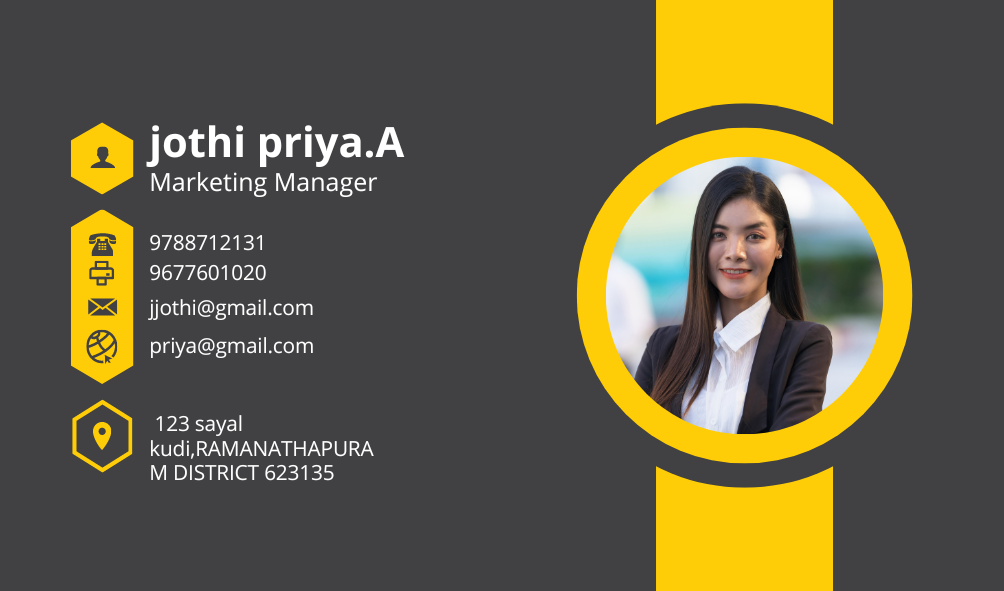 jothi priya.A
Marketing Manager
9788712131
9677601020
jjothi@gmail.com
priya@gmail.com
123 sayal
kudi,RAMANATHAPURA
M DISTRICT 623135